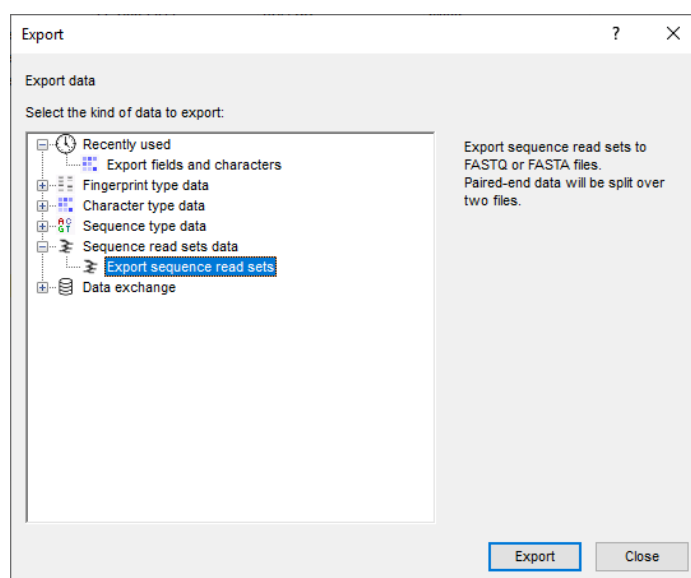 Export
?
Export data
Select the kind of data to export:
Recently used
Export fields and characters
Fingerprint type data
Character type data
Sequence type data
Sequence read sets data
Export sequence read sets
Data exchange
Export sequence read sets to
FASTQ or FASTA files.
Paired-end data will be split over
two files.
Export
Close